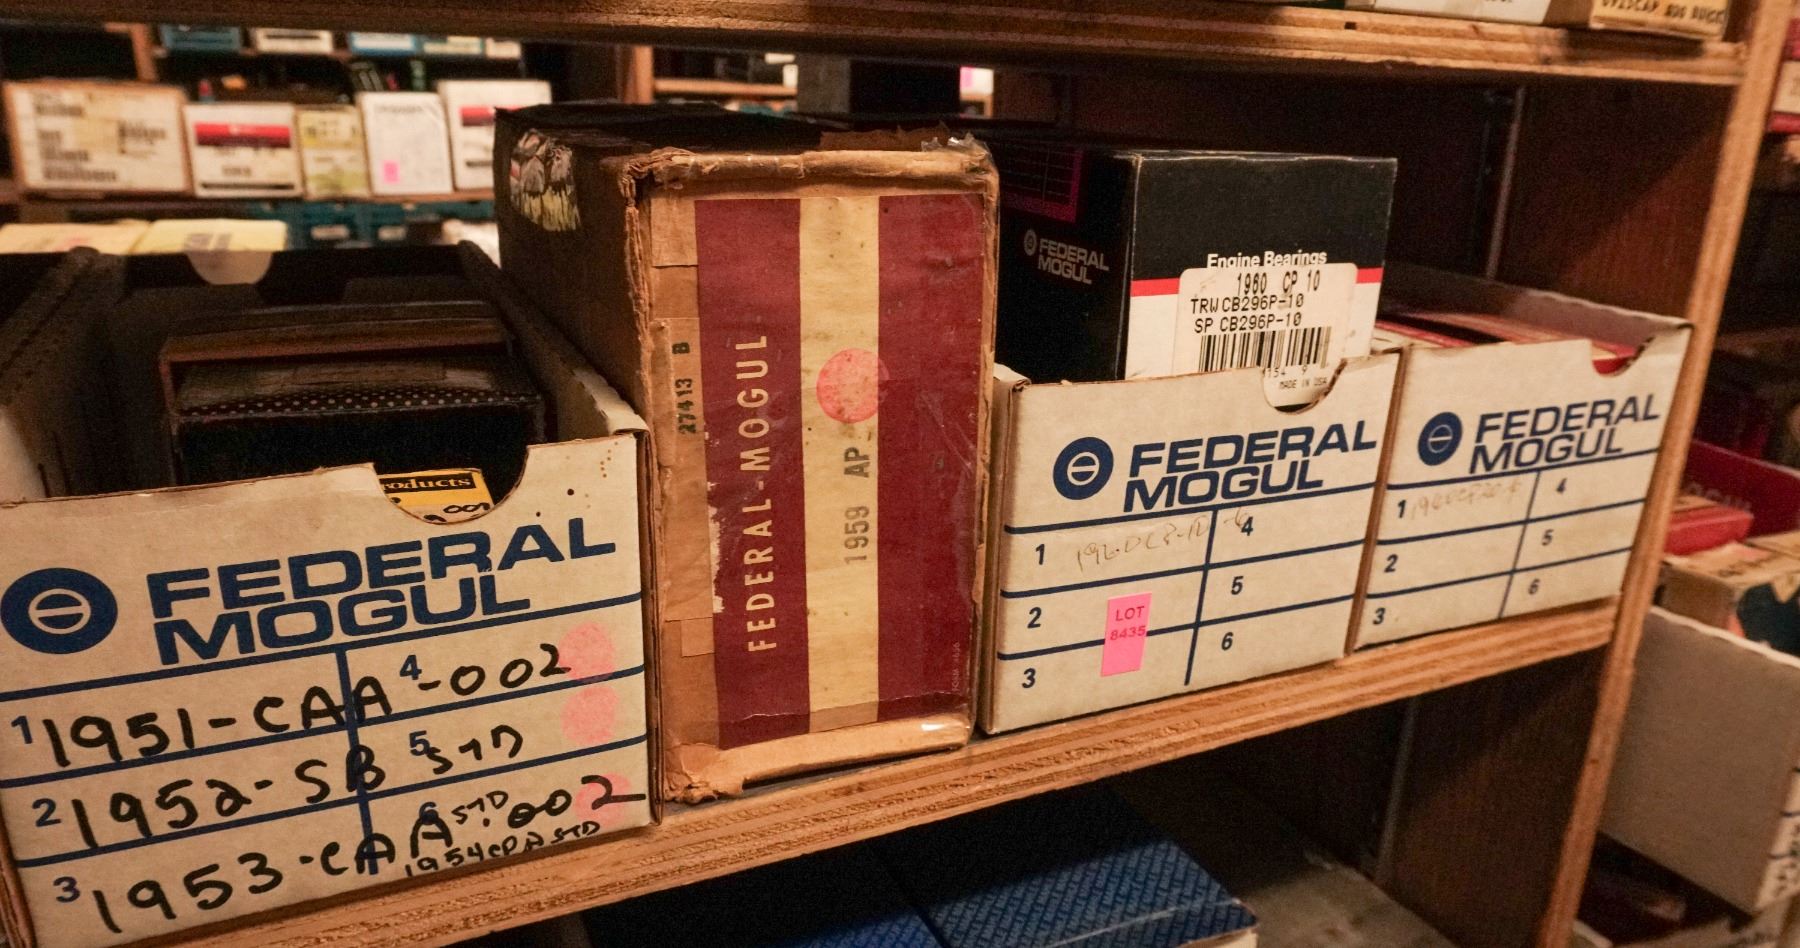 FEDERAL
MOGUL
1 1951-CAA-002 4
2 1952-SB STD 5
3 1953-CAA.002 6
STD
1954CPA STD
oducts
27413 B
FEDERAL-MOGUL
1959 AP
FEDERAL
MOGUL
Engine Bearings
1960 CP 10
TRW CB296P-10
SP CB296P-10
MADE IN USA
FEDERAL
MOGUL
1 4
2 5
3 6
LOT
8435
FEDERAL
MOGUL
1 4
2 5
3 6